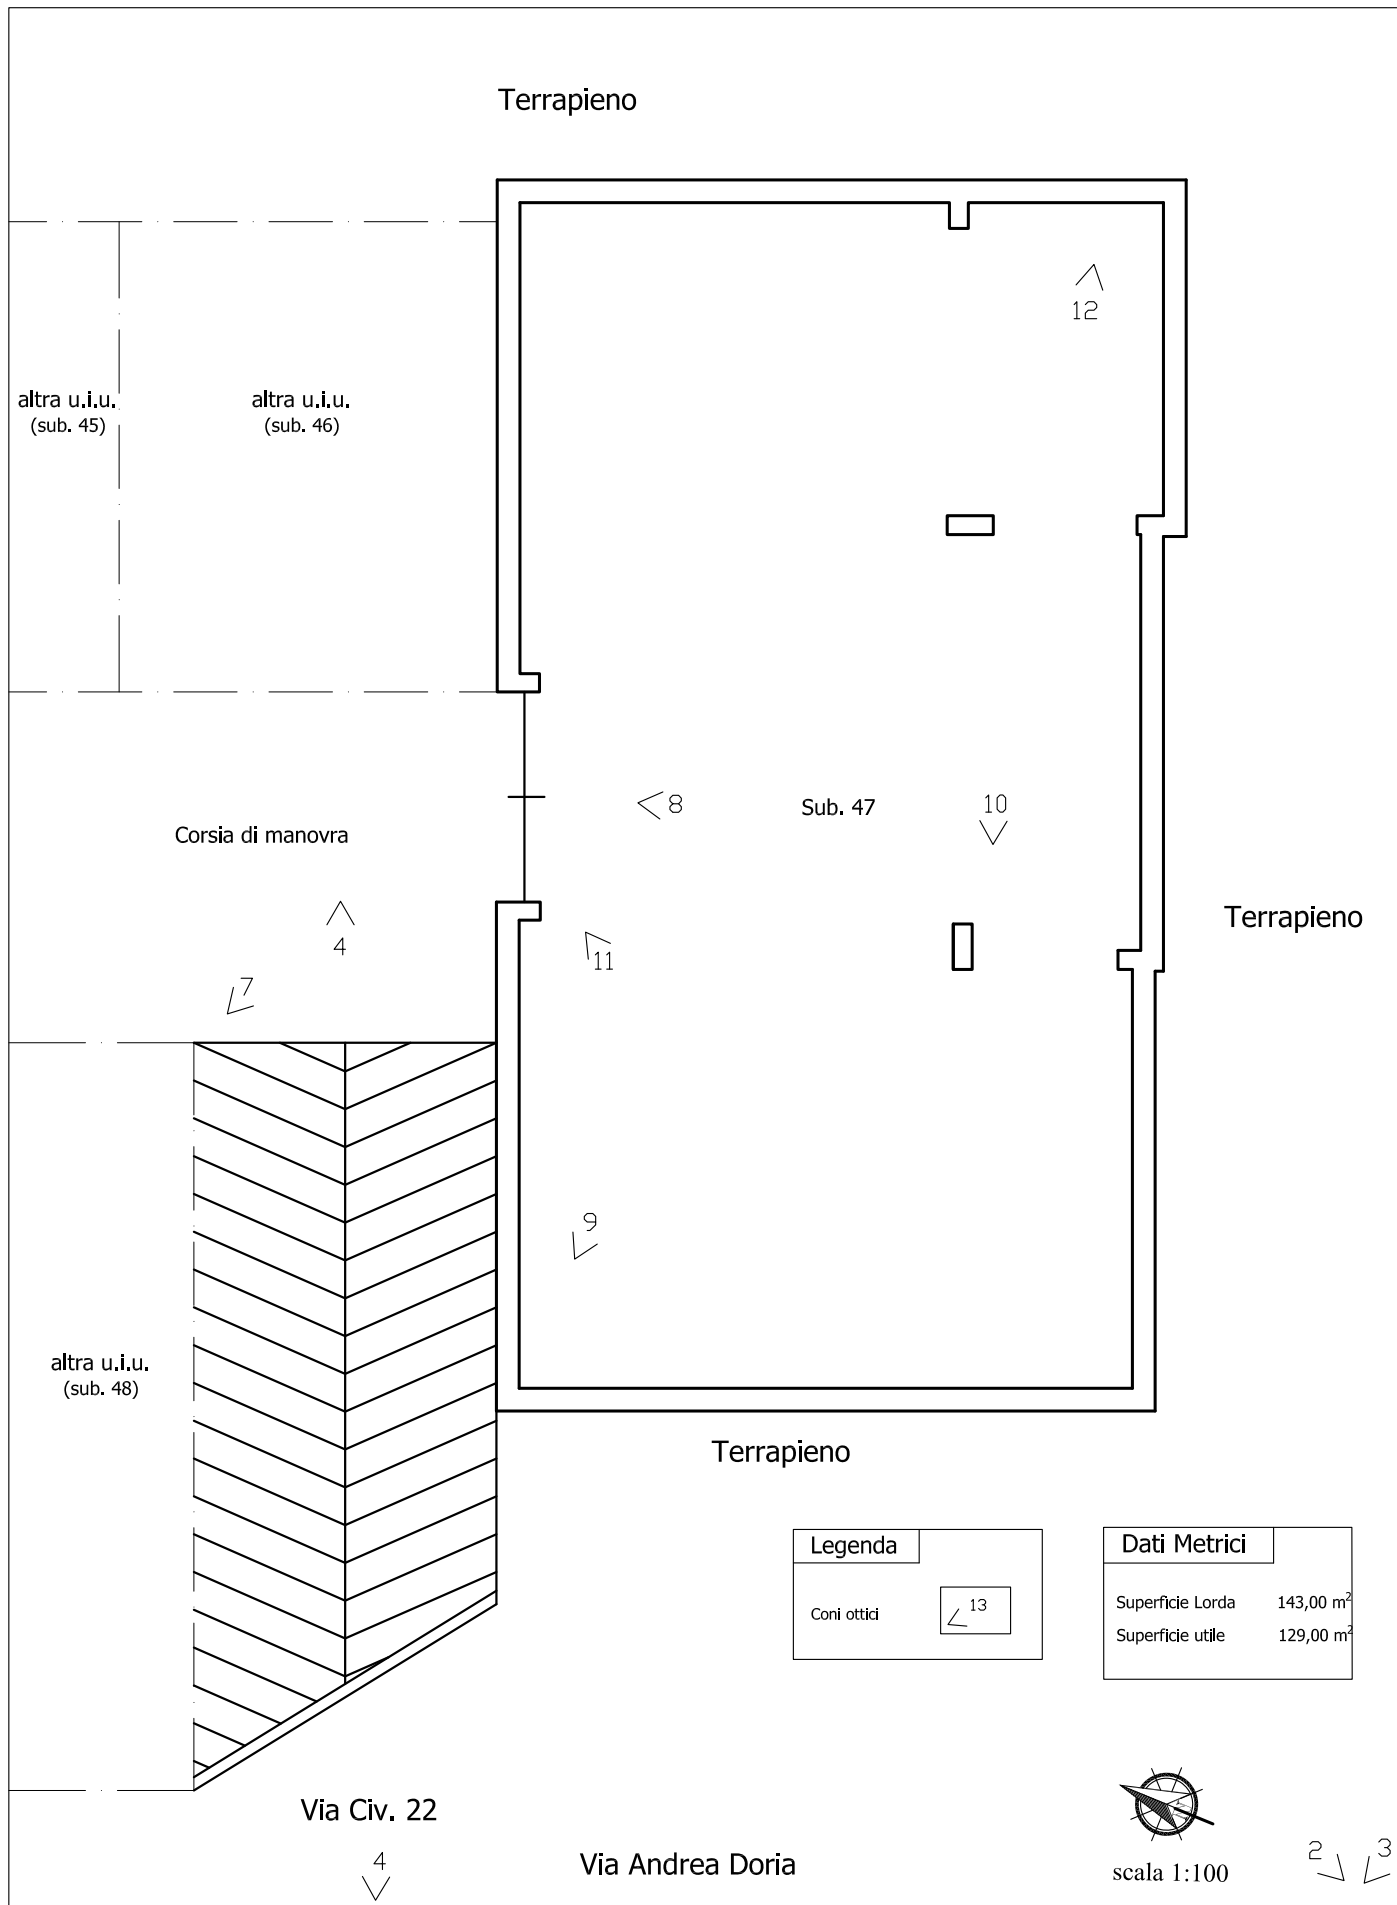 Terrapieno
12
altra u.i.u.
(sub. 45)
altra u.i.u.
(sub. 46)
8
Sub. 47
10
Corsia di manovra
4
11
7
Terrapieno
9
altra u.i.u.
(sub. 48)
Terrapieno
Legenda
Coni ottici
13
Dati Metrici
Superficie Lorda 143,00 m²
Superficie utile 129,00 m²
Via Civ. 22
4
Via Andrea Doria
scala 1:100
2
3